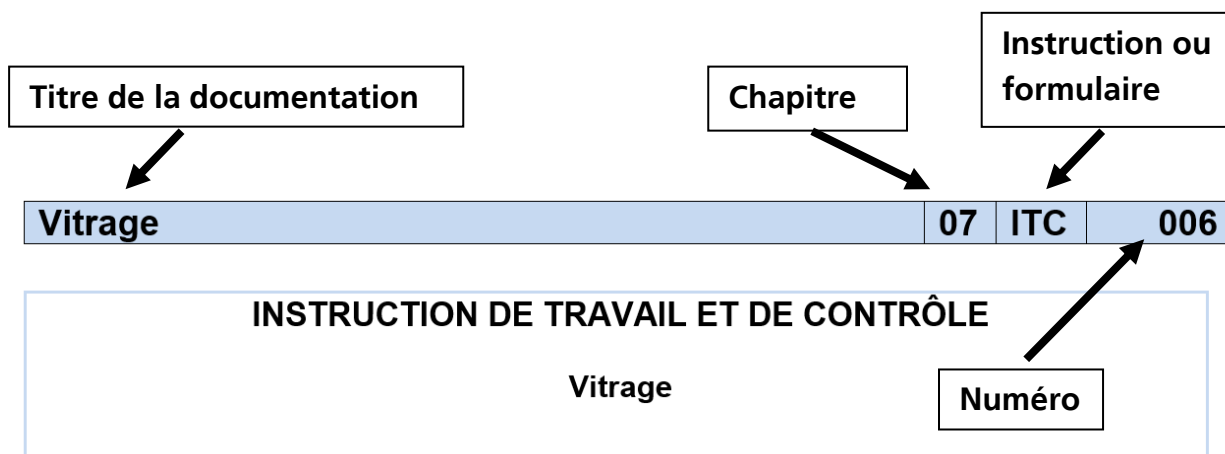 Instruction ou
formulaire
Titre de la documentation
Chapitre
Vitrage 07 ITC 006
INSTRUCTION DE TRAVAIL ET DE CONTRÔLE
Vitrage
Numéro